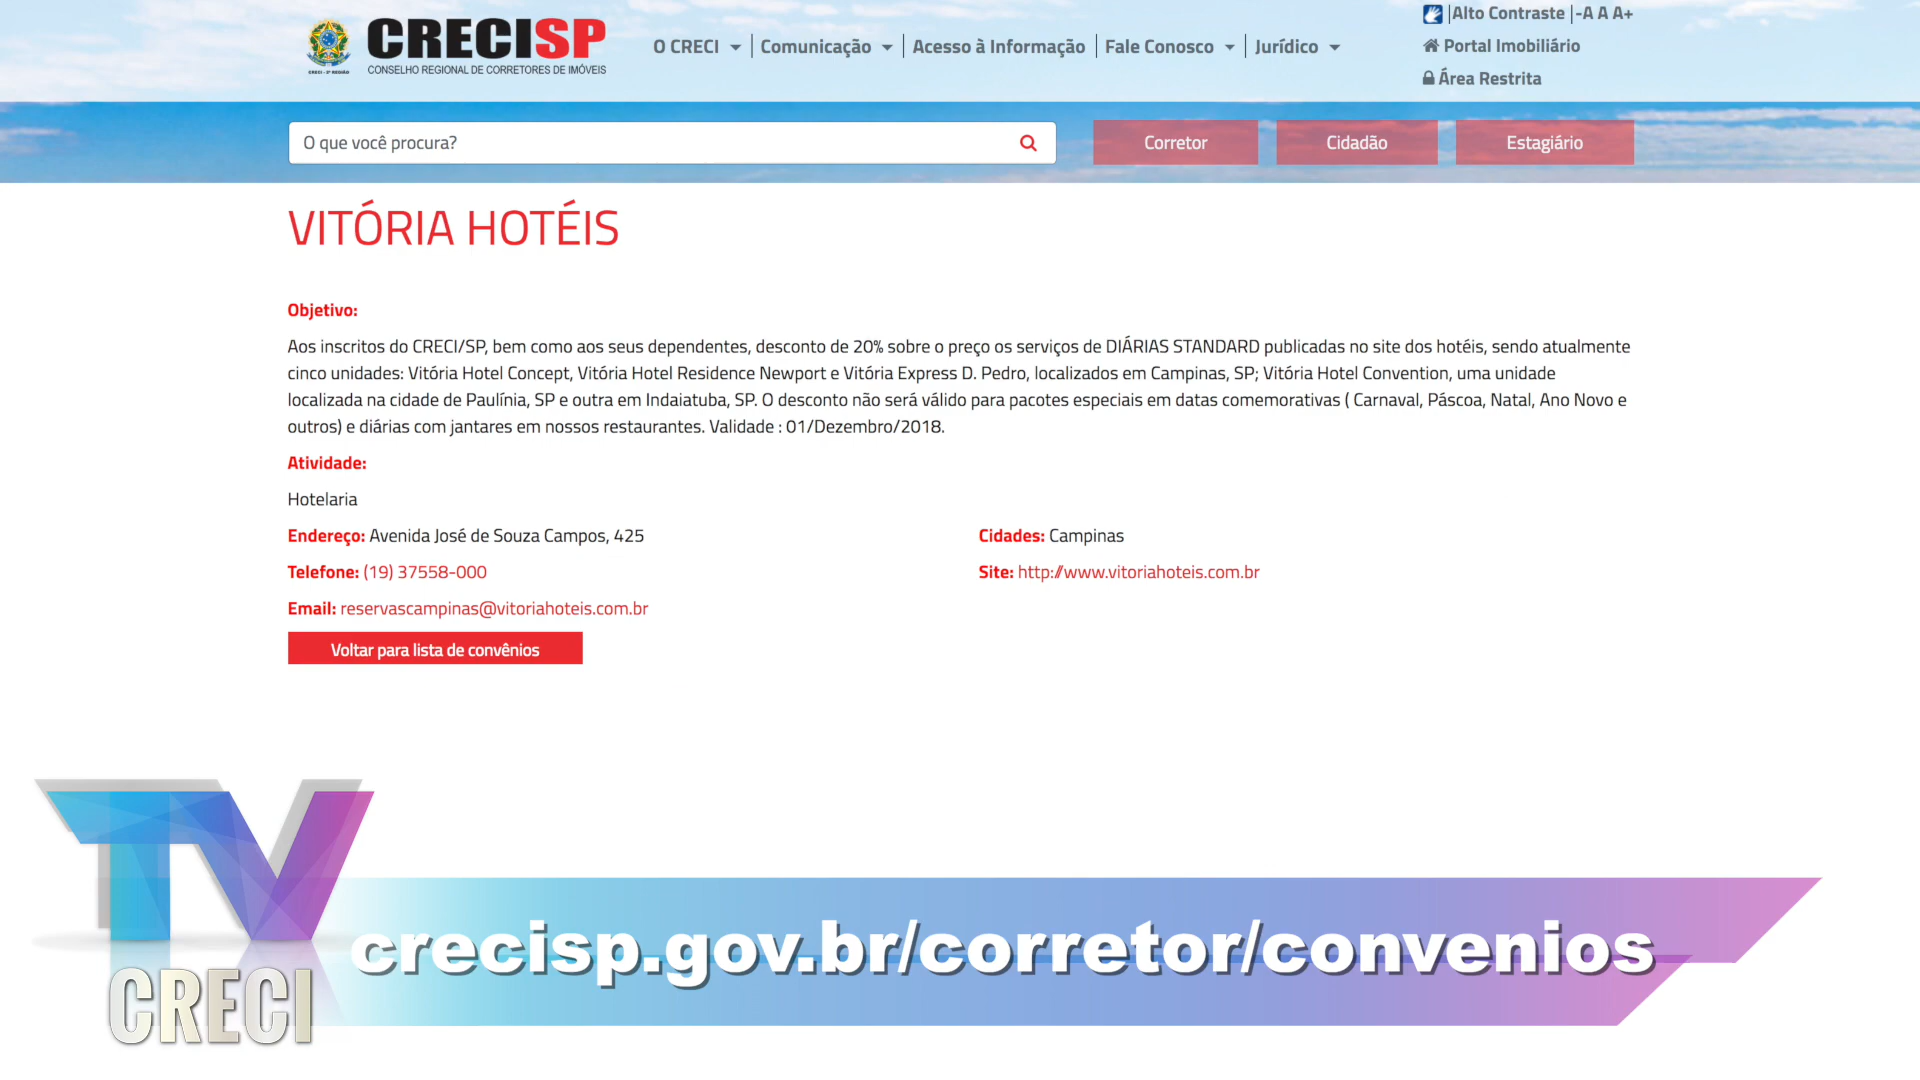 CRECISP
CONSELHO REGIONAL DE CORRETORES DE IMÓVEIS
CRECI - 2ª REGIÃO
O CRECI
Comunicação
Acesso à Informação
Fale Conosco
Jurídico
|Alto Contraste |-A A A+
Portal Imobiliário
Área Restrita
O que você procura?
Corretor
Cidadão
Estagiário
VITÓRIA HOTÉIS
Objetivo:
Aos inscritos do CRECI/SP, bem como aos seus dependentes, desconto de 20% sobre o preço os serviços de DIÁRIAS STANDARD publicadas no site dos hotéis, sendo atualmente
cinco unidades: Vitória Hotel Concept, Vitória Hotel Residence Newport e Vitória Express D. Pedro, localizados em Campinas, SP; Vitória Hotel Convention, uma unidade
localizada na cidade de Paulínia, SP e outra em Indaiatuba, SP. O desconto não será válido para pacotes especiais em datas comemorativas ( Carnaval, Páscoa, Natal, Ano Novo e
outros) e diárias com jantares em nossos restaurantes. Validade : 01/Dezembro/2018.
Atividade:
Hotelaria
Endereço: Avenida José de Souza Campos, 425
Cidades: Campinas
Telefone: (19) 37558-000
Site: http://www.vitoriahoteis.com.br
Email: reservascampinas@vitoriahoteis.com.br
Voltar para lista de convênios
TV
CRECI
crecisp.gov.br/corretor/convenios